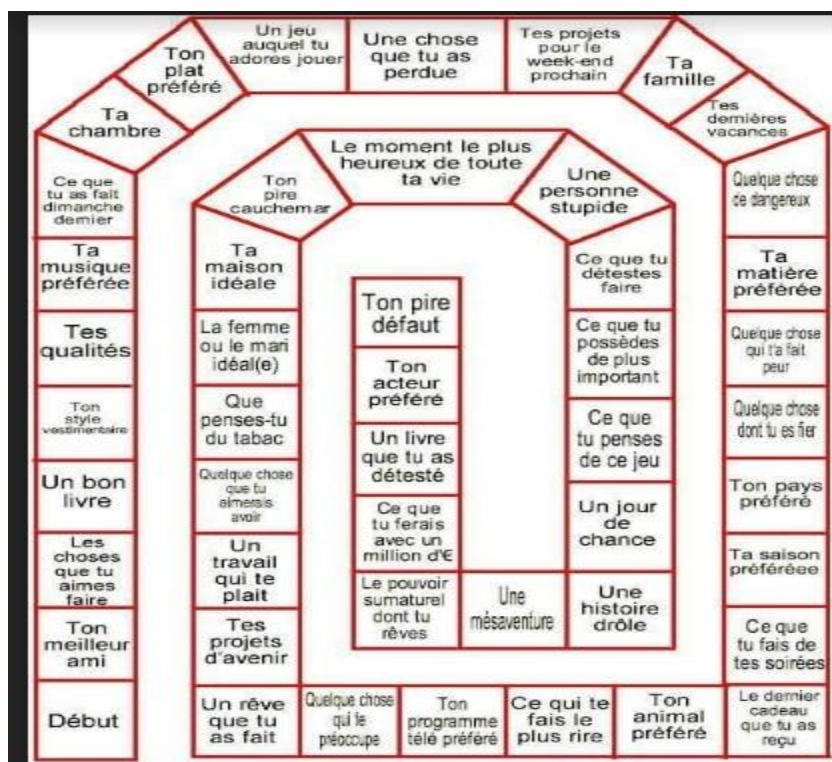 Début
Ton
meilleur
ami
Les
choses
que tu
aimes
faire
Un bon
livre
Ton
style
vestimentaire
Tes
qualités
Ta
musique
préférée
Ce que
tu as fait
dimanche
dernier
Ta
chambre
Ton
plat
préféré
Un jeu
auquel tu
adores jouer
Une chose
que tu as
perdue
Tes projets
pour le
week-end
prochain
Ta
famille
Tes
dernières
vacances
Quelque chose
de dangereux
Ta
matière
préférée
Quelque chose
qui t'a fait
peur
Quelque chose
dont tu es fier
Ton pays
préféré
Ta saison
préféréee
Ce que
tu fais de
tes soirées
Le dernier
cadeau
que tu as
reçu
Ton
animal
préféré
Ce qui te
fais le
plus rire
Ton
programme
télé préféré
Quelque chose
qui te
préoccupe
Un rêve
que tu
as fait
Tes
projets
d'avenir
Un
travail
qui te
plait
Quelque chose
que tu
aimerais
avoir
Que
penses-tu
du tabac
La femme
ou le mari
idéal(e)
Ta
maison
idéale
Ton
pire
cauchemar
Le moment le plus
heureux de toute
ta vie
Une
personne
stupide
Ce que tu
détestes
faire
Ce que tu
possèdes
de plus
important
Ce que
tu penses
de ce jeu
Un jour
de
chance
Une
histoire
drôle
Une
mésaventure
Le pouvoir
surnaturel
dont tu
rêves
Ce que
tu ferais
avec un
million d'€
Un livre
que tu as
détesté
Ton
acteur
préféré
Ton pire
défaut